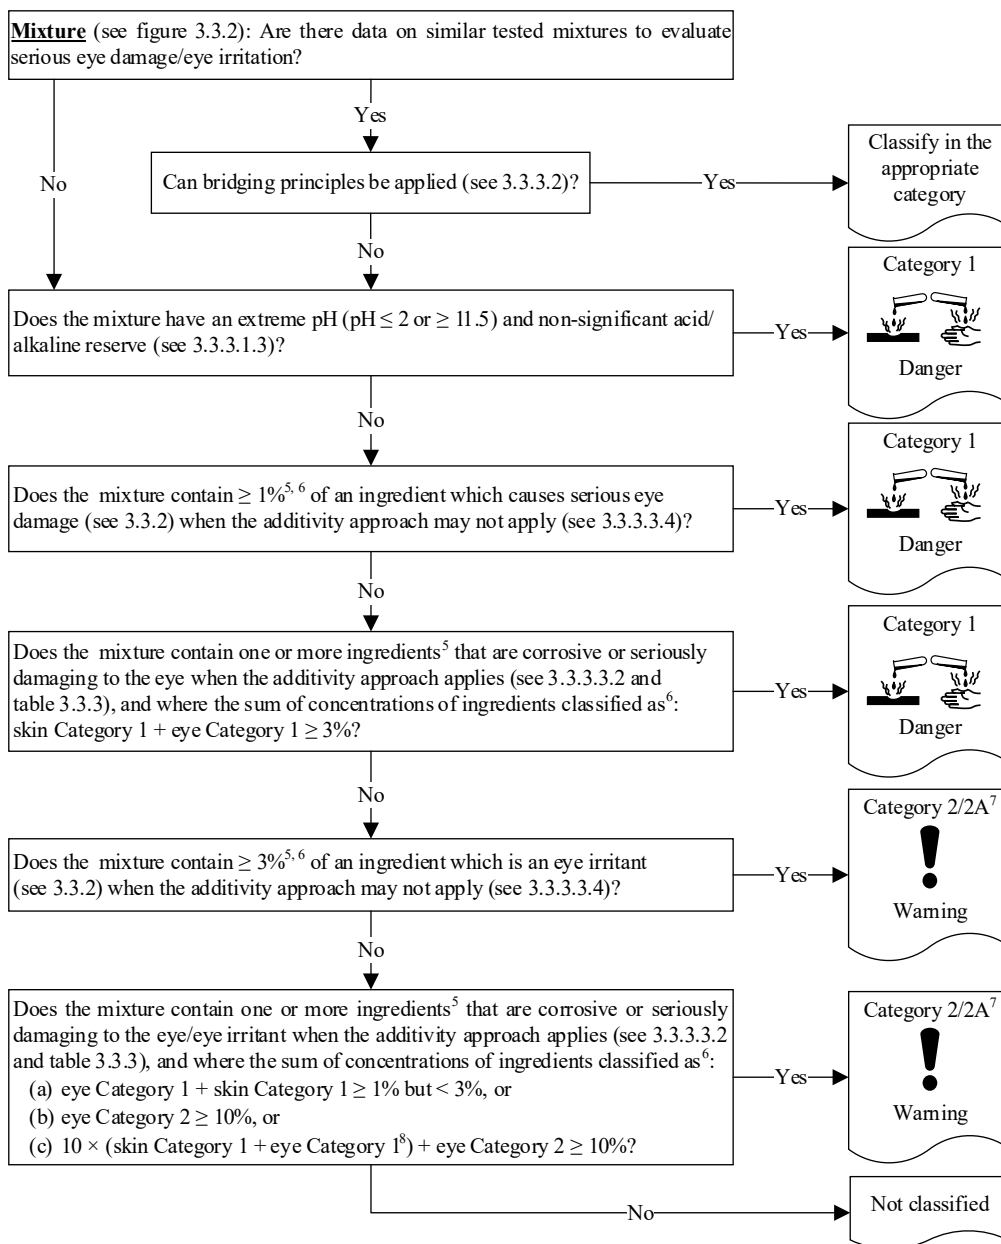 Mixture (see figure 3.3.2): Are there data on similar tested mixtures to evaluate
serious eye damage/eye irritation?
Yes
No
Can bridging principles be applied (see 3.3.3.2)?
Yes
Classify in the
appropriate
category
No
Does the mixture have an extreme pH (pH ≤ 2 or ≥ 11.5) and non-significant acid/
alkaline reserve (see 3.3.3.1.3)?
Yes
Category 1
Danger
No
Does the mixture contain ≥ 1%5, 6 of an ingredient which causes serious eye
damage (see 3.3.2) when the additivity approach may not apply (see 3.3.3.3.4)?
Yes
Category 1
Danger
No
Does the mixture contain one or more ingredients5 that are corrosive or seriously
damaging to the eye when the additivity approach applies (see 3.3.3.3.2 and
table 3.3.3), and where the sum of concentrations of ingredients classified as6:
skin Category 1 + eye Category 1 ≥ 3%?
Yes
Category 1
Danger
No
Does the mixture contain ≥ 3%5, 6 of an ingredient which is an eye irritant
(see 3.3.2) when the additivity approach may not apply (see 3.3.3.3.4)?
Yes
Category 2/2A7
Warning
No
Does the mixture contain one or more ingredients5 that are corrosive or seriously
damaging to the eye/eye irritant when the additivity approach applies (see 3.3.3.3.2
and table 3.3.3), and where the sum of concentrations of ingredients classified as6:
(a) eye Category 1 + skin Category 1 ≥ 1% but < 3%, or
(b) eye Category 2 ≥ 10%, or
(c) 10 × (skin Category 1 + eye Category 18) + eye Category 2 ≥ 10%?
Yes
Category 2/2A7
Warning
No
Not classified